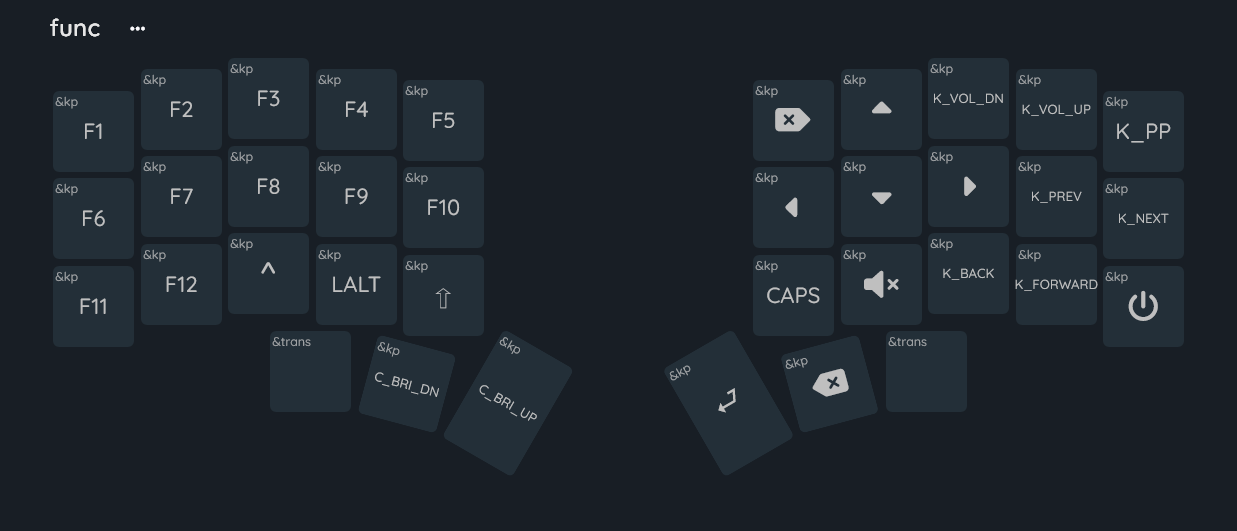 func ...
&kp F1
&kp F2
&kp F3
&kp F4
&kp F5
&kp
&kp
&kp K_VOL_DN
&kp K_VOL_UP
&kp K_PP
&kp F6
&kp F7
&kp F8
&kp F9
&kp F10
&kp
&kp
&kp
&kp K_PREV
&kp K_NEXT
&kp F11
&kp F12
&kp ^
&kp LALT
&kp ⇧
&kp CAPS
&kp
&kp K_BACK
&kp K_FORWARD
&kp
&trans
&kp C_BRI_DN
&kp C_BRI_UP
&kp
&kp
&trans